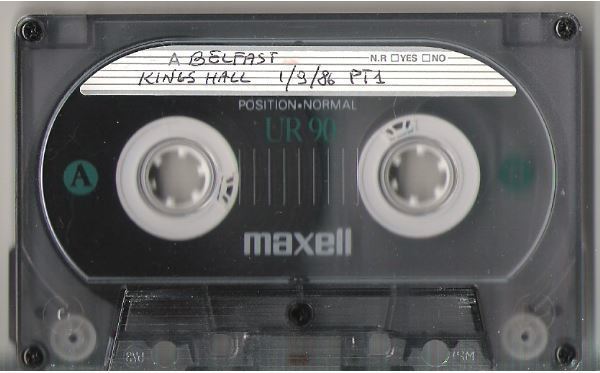 A BELFAST
N.R □YES □NO
KINGS HALL 1/9/86 PT1
POSITION•NORMAL
UR 90
A
maxell